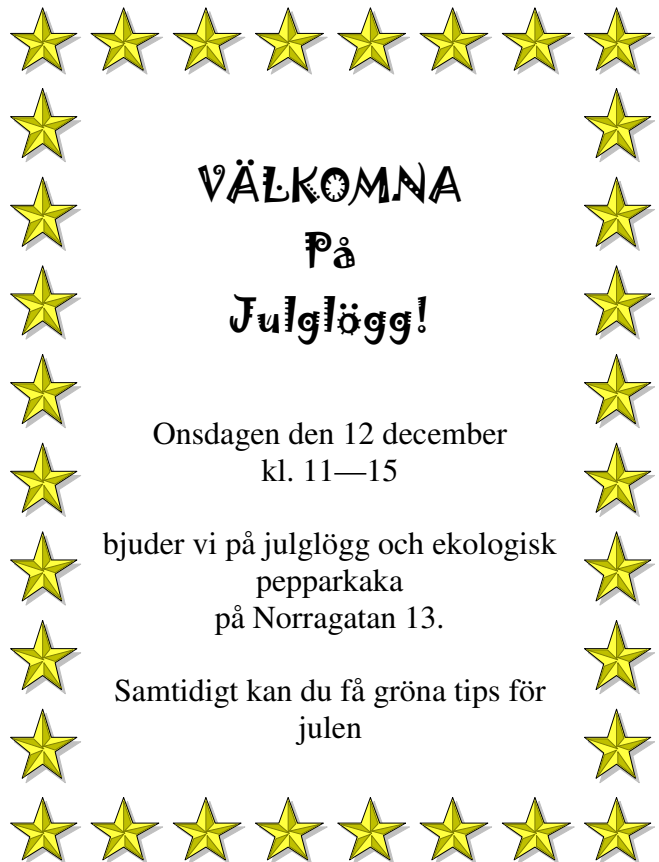 VÄLKOMNA
På
Julglögg!
Onsdagen den 12 december
kl. 11—15
bjuder vi på julglögg och ekologisk
pepparkaka
på Norragatan 13.
Samtidigt kan du få gröna tips för
julen